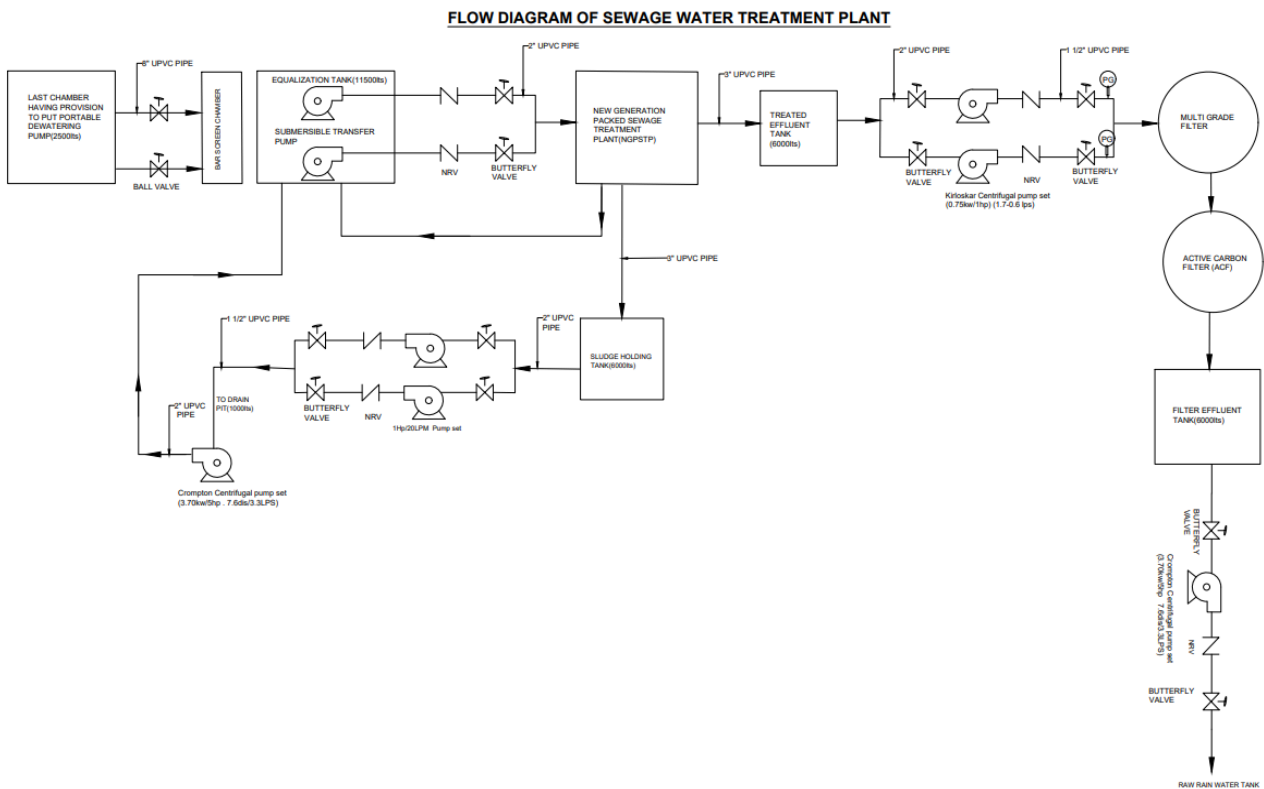 FLOW DIAGRAM OF SEWAGE WATER TREATMENT PLANT
6" UPVC PIPE
LAST CHAMBER
HAVING PROVISION
TO PUT PORTABLE
DEWATERING
PUMP(2500lts)
BALL VALVE
BAR SCREEN CHAMBER
EQUALIZATION TANK(11500lts)
SUBMERSIBLE TRANSFER
PUMP
2" UPVC PIPE
NRV
BUTTERFLY
VALVE
NEW GENERATION
PACKED SEWAGE
TREATMENT
PLANT(NGPSTP)
3" UPVC PIPE
TREATED
EFFLUENT
TANK
(6000lts)
2" UPVC PIPE
1 1/2" UPVC PIPE
PG
PG
BUTTERFLY
VALVE
NRV
BUTTERFLY
VALVE
Kirloskar Centrifugal pump set
(0.75kw/1hp) (1.7-0.6 lps)
MULTI GRADE
FILTER
ACTIVE CARBON
FILTER (ACF)
3" UPVC PIPE
SLUDGE HOLDING
TANK(6000lts)
2" UPVC
PIPE
1 1/2" UPVC PIPE
BUTTERFLY
VALVE
NRV
1Hp/20LPM Pump set
TO DRAIN
PIT(1000lts)
2" UPVC
PIPE
Crompton Centrifugal pump set
(3.70kw/5hp . 7.6dis/3.3LPS)
FILTER EFFLUENT
TANK(6000lts)
BUTTERFLY
VALVE
Crompton Centrifugal pump set
(3.70kw/5hp 7.6dis/3.3LPS)
NRV
BUTTERFLY
VALVE
RAW RAIN WATER TANK